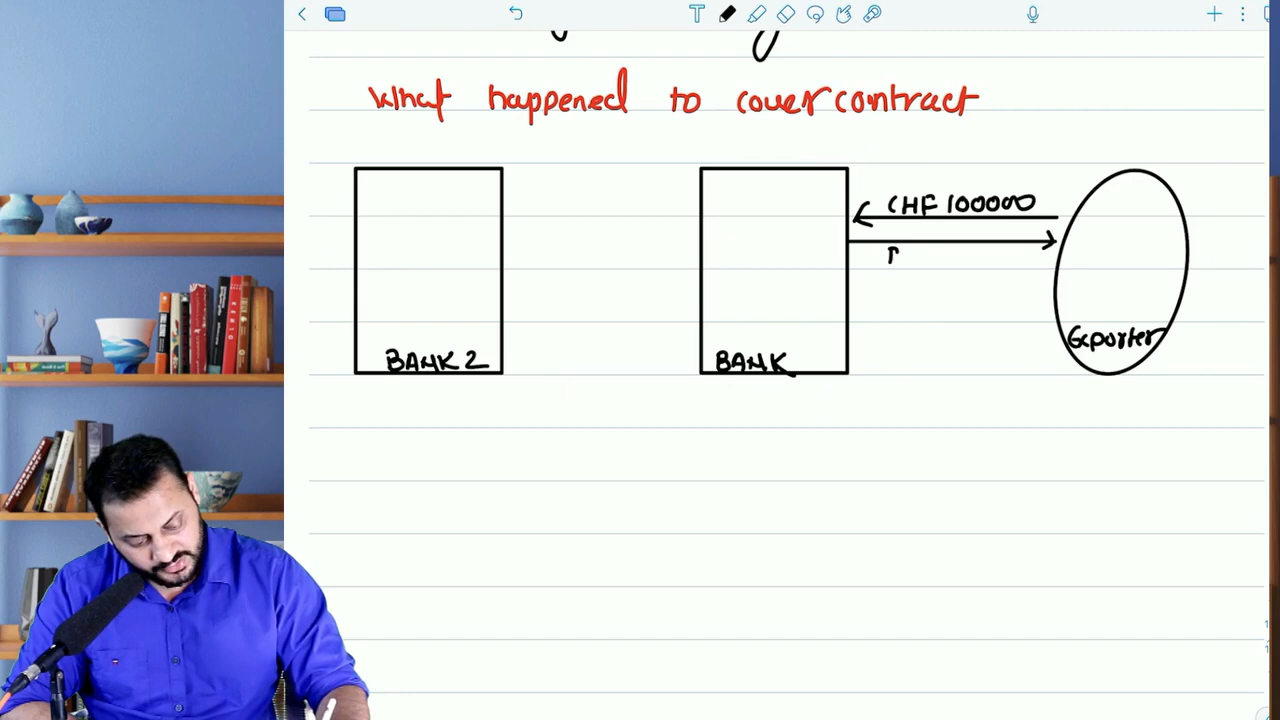 What happened to cover contract
CHF 100000
Exporter
BANK 2
BANK